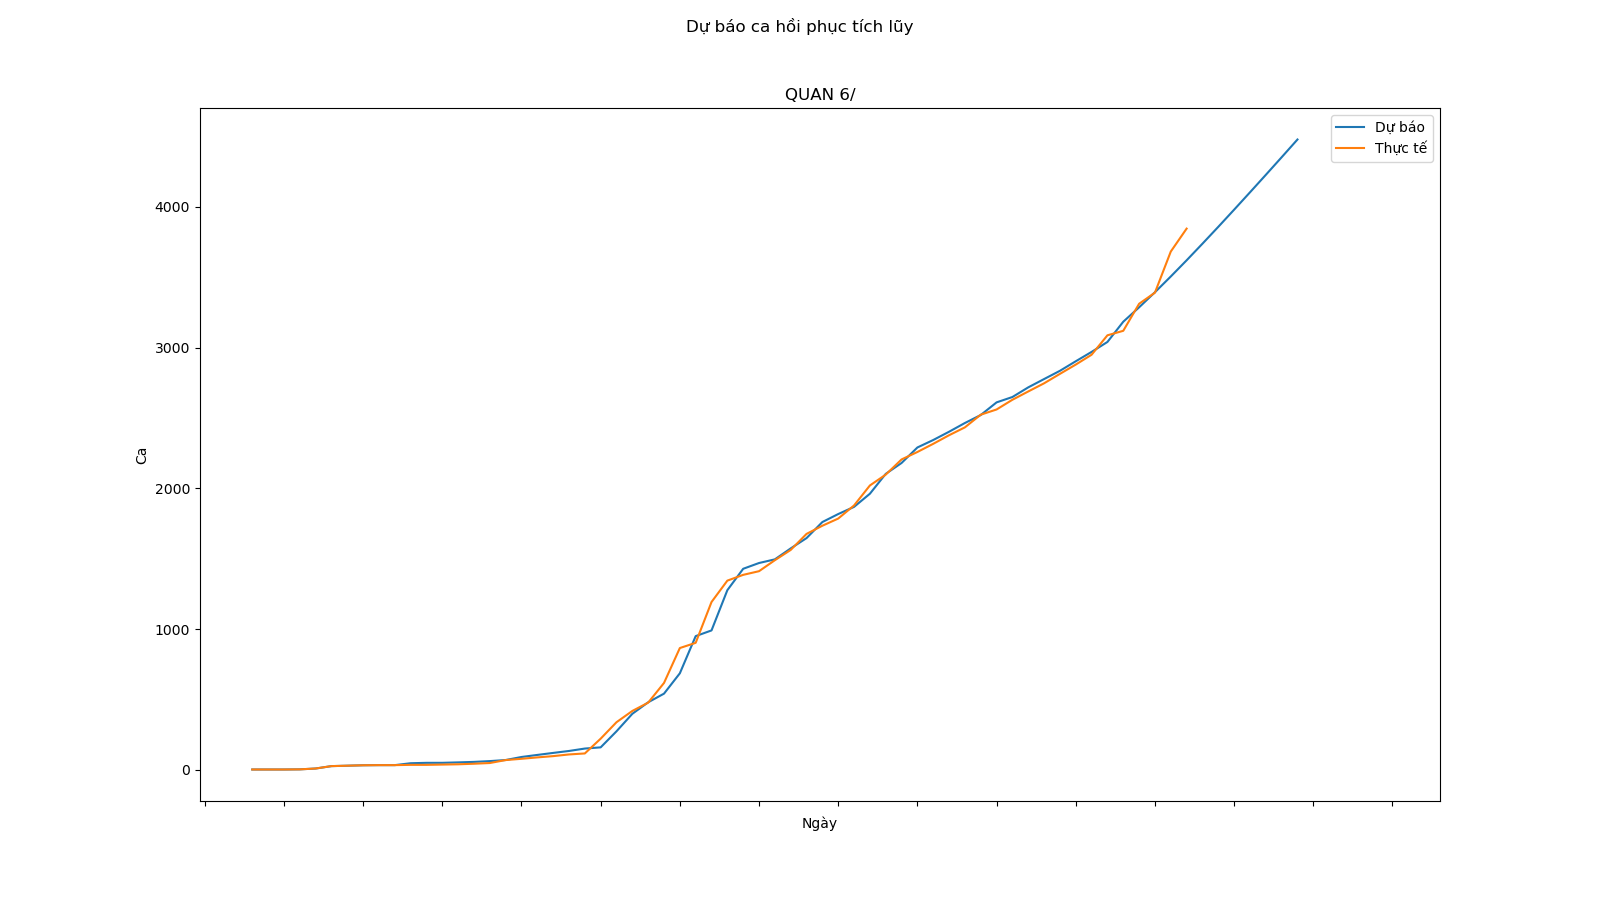 Dự báo ca hồi phục tích lũy
QUAN 6/
Dự báo
Thực tế
4000
3000
2000
1000
0
Ca
Ngày